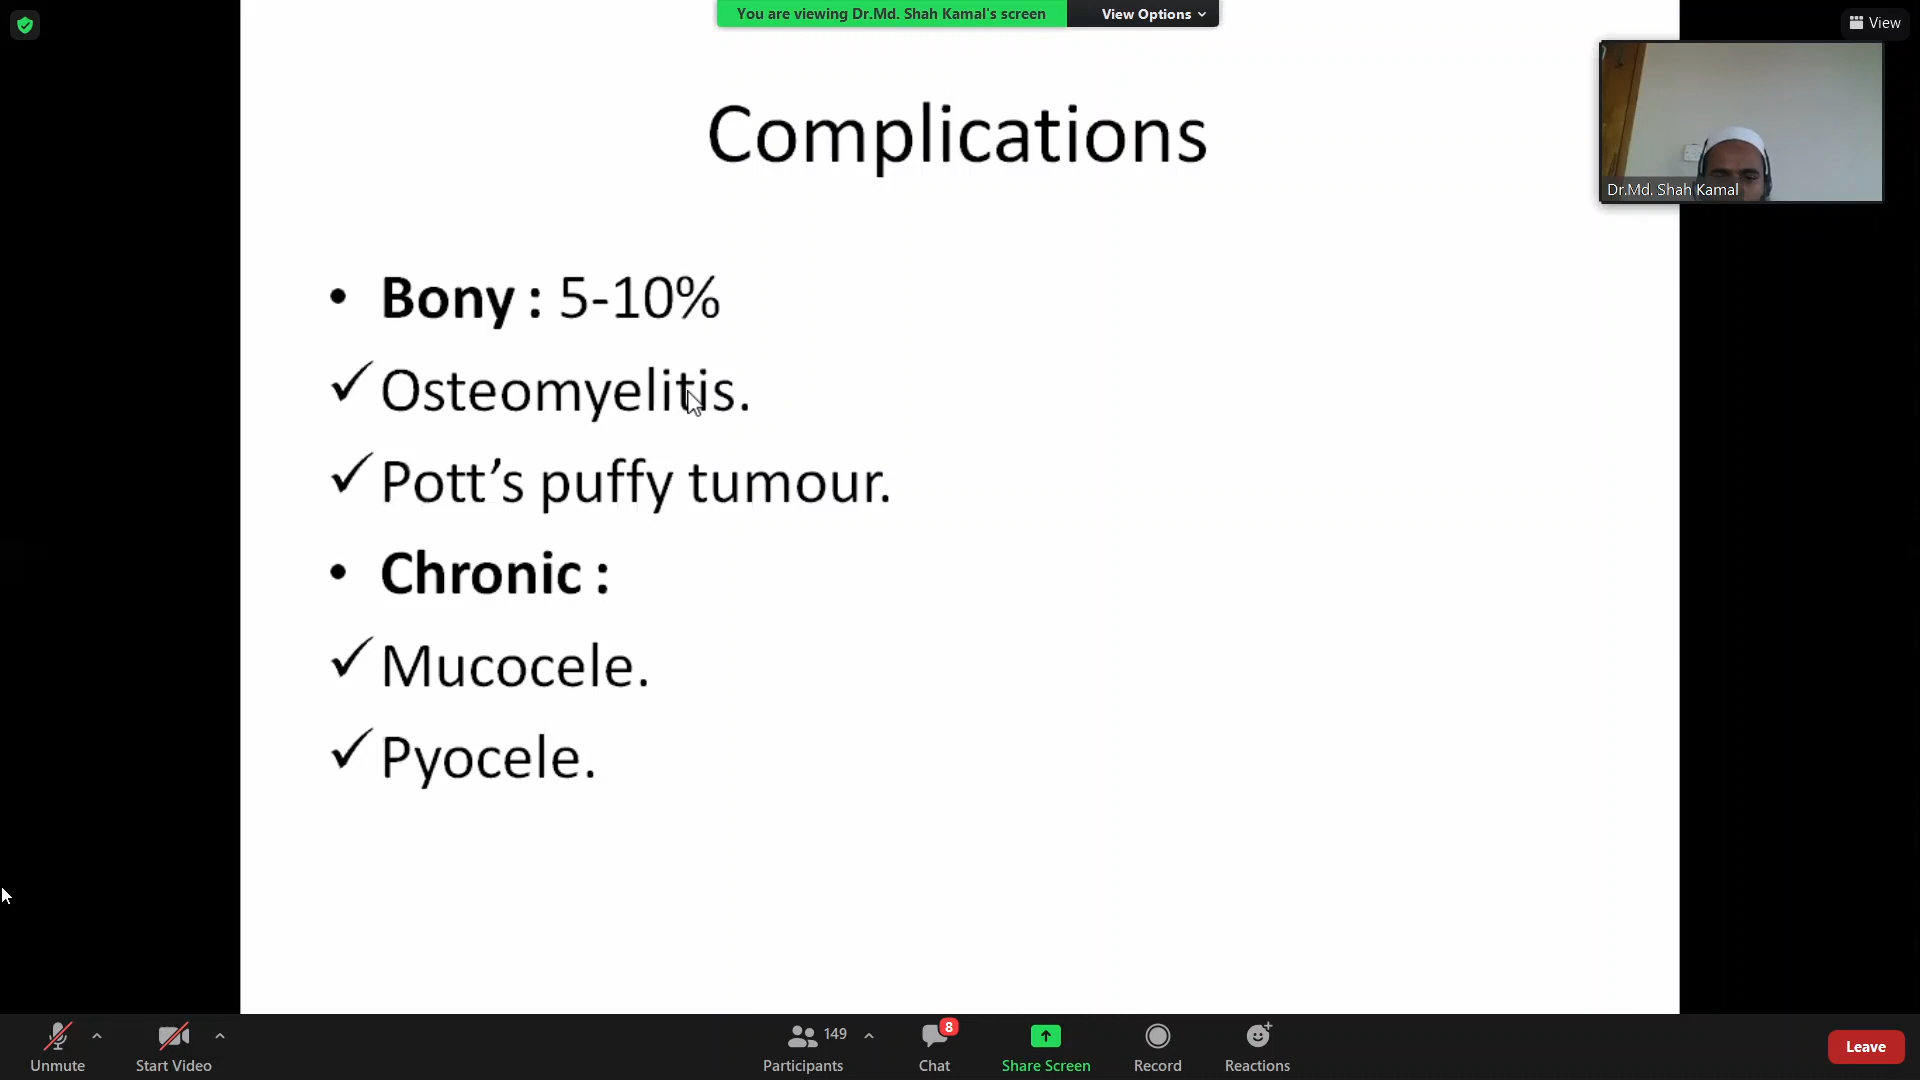 You are viewing Dr.Md. Shah Kamal's screen
View Options
View
Complications
Dr.Md. Shah Kamal
• Bony : 5-10%
✓ Osteomyelitis.
✓ Pott’s puffy tumour.
• Chronic :
✓ Mucocele.
✓ Pyocele.
149
8
Unmute
Start Video
Participants
Chat
Share Screen
Record
Reactions
Leave